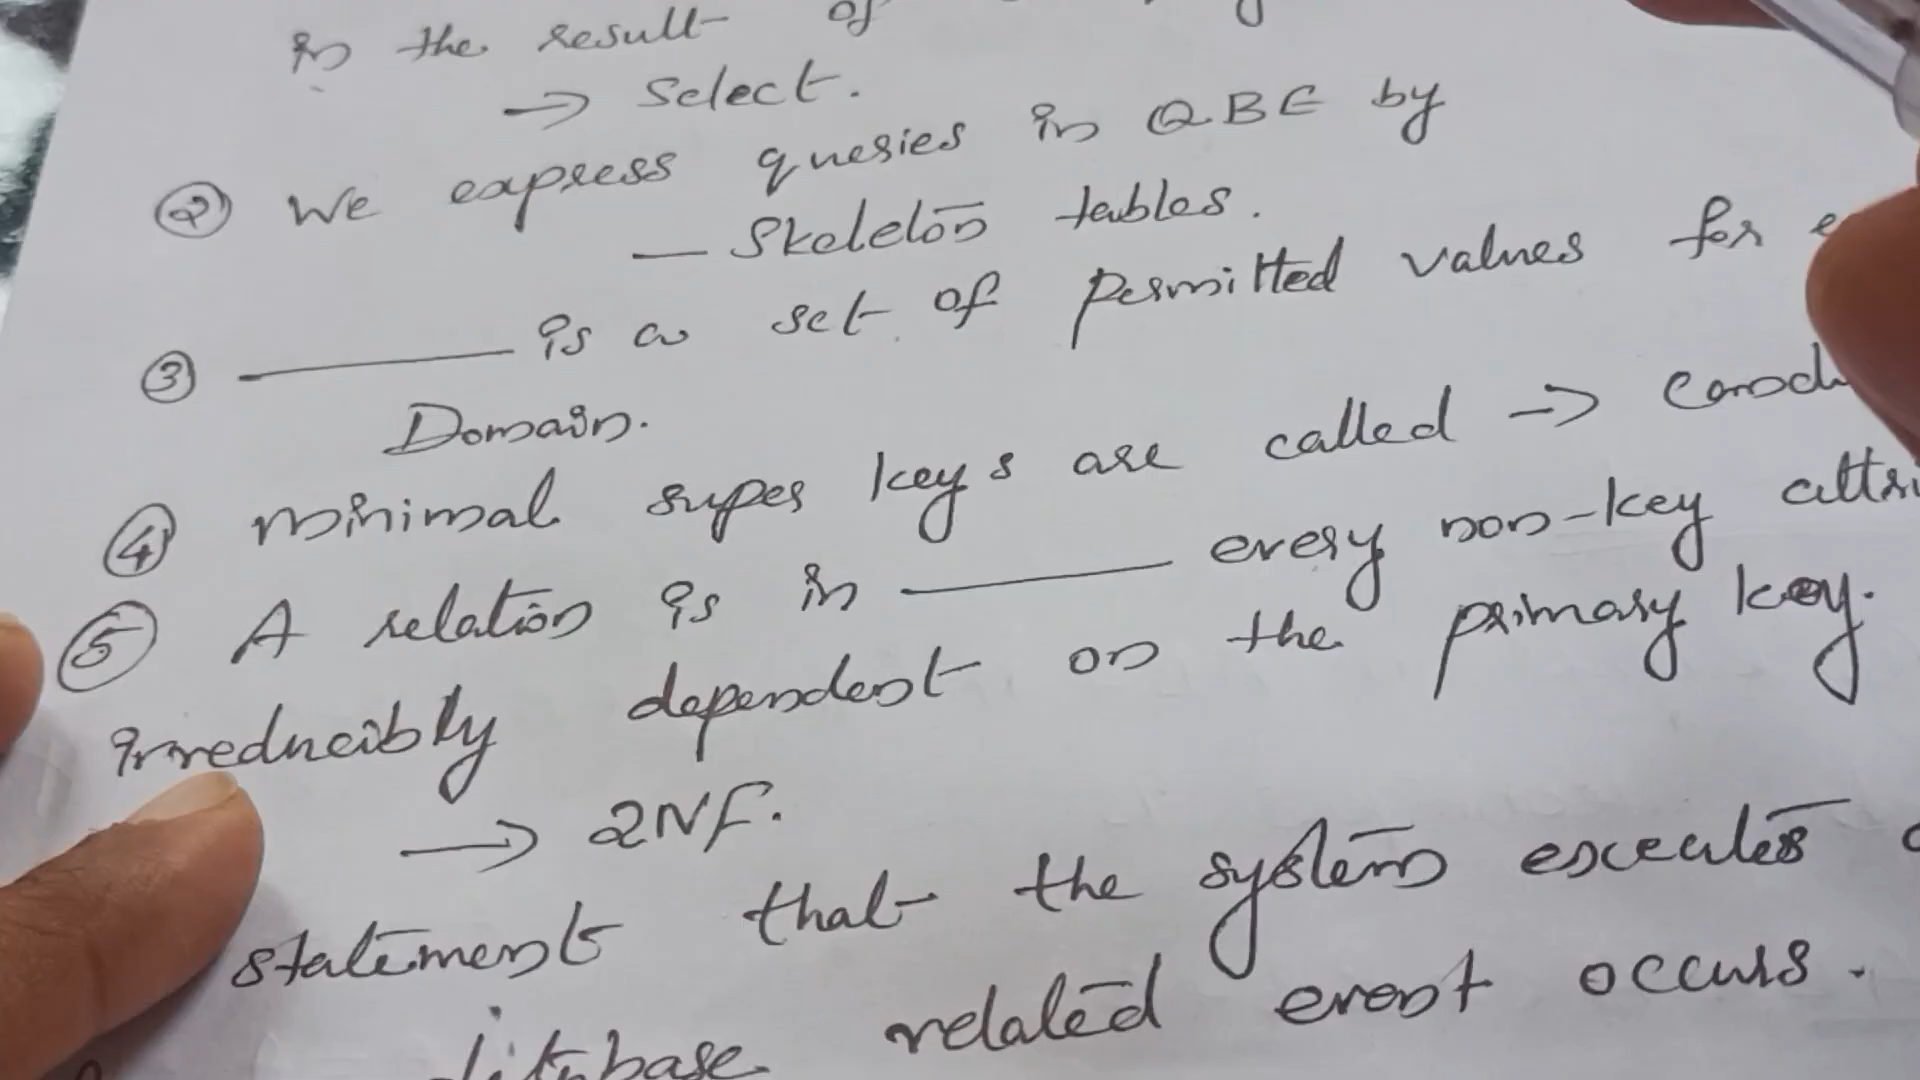 in the result of
→ Select.
② We express queries in QBE by
— Skeleton tables.
③ ______ is a set of permitted values for
Domain.
④ minimal super keys are called →
⑤ A relation is in ______ every non-key
irreducibly dependent on the primary key.
→ 2NF.
statement that the system executes
related event occurs.